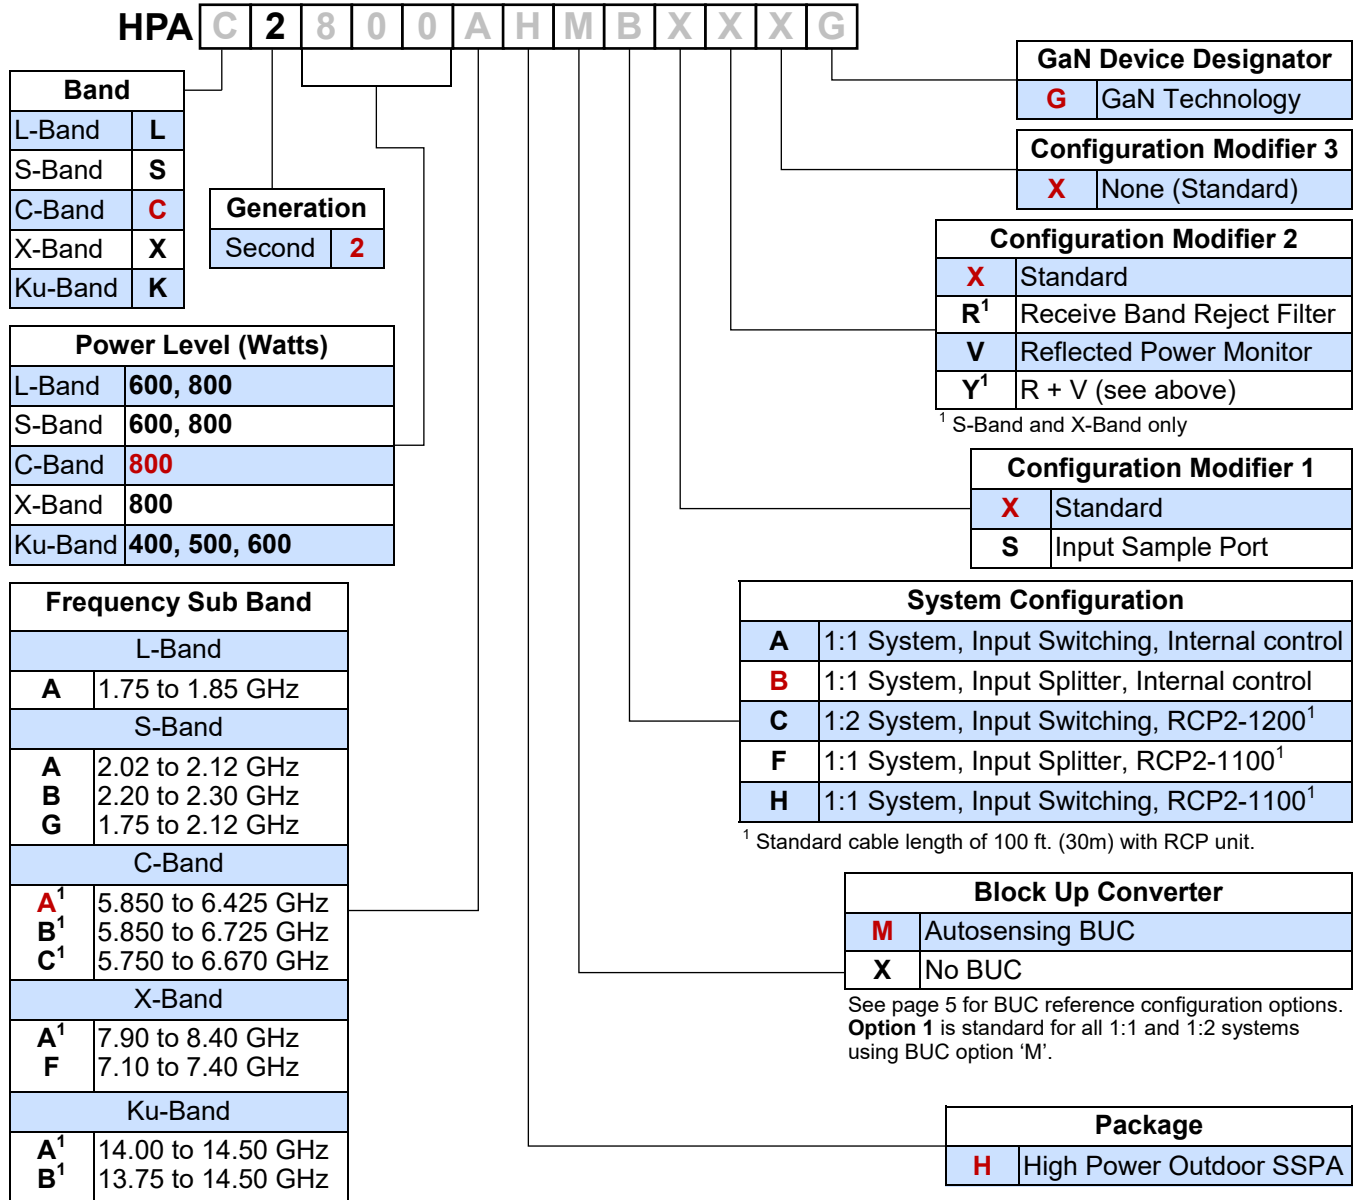 HPA C 2 8 0 0 A H M B X X X G
Band
L-Band L
S-Band S
C-Band C
X-Band X
Ku-Band K
Generation
Second 2
Power Level (Watts)
L-Band 600, 800
S-Band 600, 800
C-Band 800
X-Band 800
Ku-Band 400, 500, 600
Frequency Sub Band
L-Band
A 1.75 to 1.85 GHz
S-Band
A 2.02 to 2.12 GHz
B 2.20 to 2.30 GHz
G 1.75 to 2.12 GHz
C-Band
A¹ 5.850 to 6.425 GHz
B¹ 5.850 to 6.725 GHz
C¹ 5.750 to 6.670 GHz
X-Band
A¹ 7.90 to 8.40 GHz
F 7.10 to 7.40 GHz
Ku-Band
A¹ 14.00 to 14.50 GHz
B¹ 13.75 to 14.50 GHz
GaN Device Designator
G GaN Technology
Configuration Modifier 3
X None (Standard)
Configuration Modifier 2
X Standard
R¹ Receive Band Reject Filter
V Reflected Power Monitor
Y¹ R + V (see above)
¹ S-Band and X-Band only
Configuration Modifier 1
X Standard
S Input Sample Port
System Configuration
A 1:1 System, Input Switching, Internal control
B 1:1 System, Input Splitter, Internal control
C 1:2 System, Input Switching, RCP2-1200¹
F 1:1 System, Input Splitter, RCP2-1100¹
H 1:1 System, Input Switching, RCP2-1100¹
¹ Standard cable length of 100 ft. (30m) with RCP unit.
Block Up Converter
M Autosensing BUC
X No BUC
See page 5 for BUC reference configuration options.
Option 1 is standard for all 1:1 and 1:2 systems
using BUC option ‘M’.
Package
H High Power Outdoor SSPA